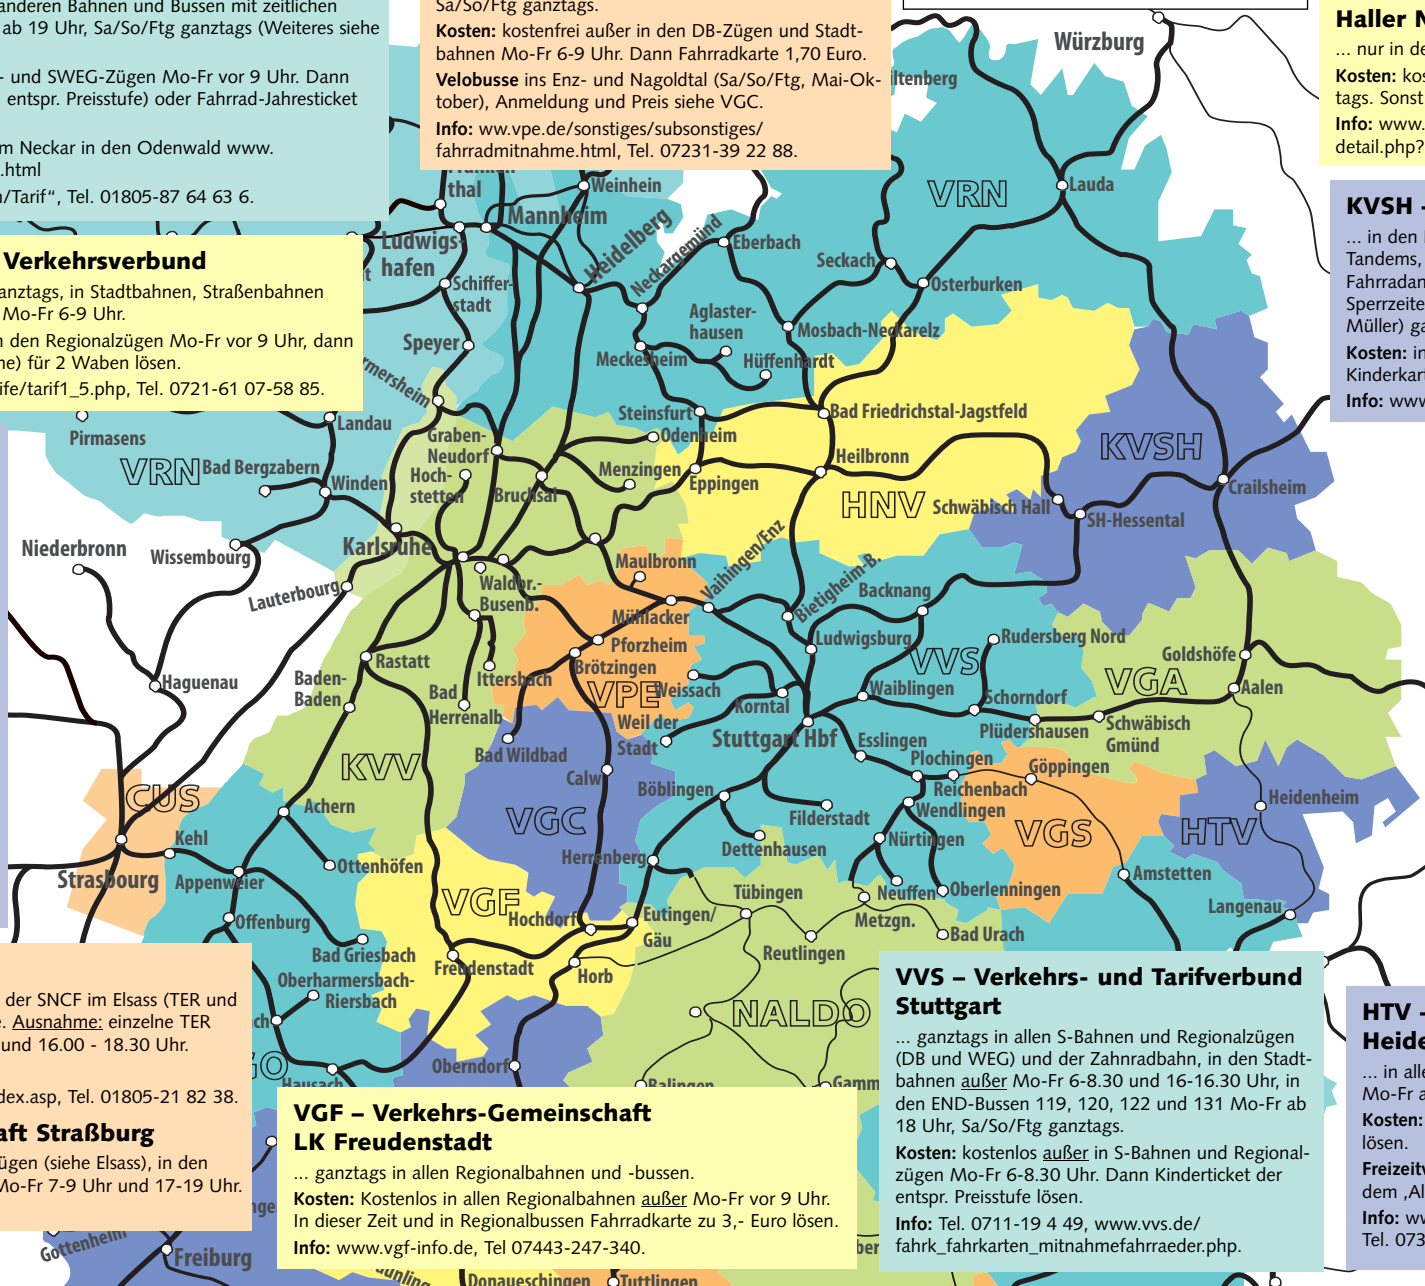 anderen Bahnen und Bussen mit zeitlichen
ab 19 Uhr, Sa/So/Ftg ganztags (Weiteres siehe
- und SWEG-Zügen Mo-Fr vor 9 Uhr. Dann
entspr. Preisstufe) oder Fahrrad-Jahresticket
m Neckar in den Odenwald www.
.html
n/Tarif“, Tel. 01805-87 64 63 6.
Sa/So/Ftg ganztags.
Kosten: kostenfrei außer in den DB-Zügen und Stadt-
bahnen Mo-Fr 6-9 Uhr. Dann Fahrradkarte 1,70 Euro.
Velobusse ins Enz- und Nagoldtal (Sa/So/Ftg, Mai-Ok-
tober), Anmeldung und Preis siehe VGC.
Info: ww.vpe.de/sonstiges/subsonstiges/
fahrradmitnahme.html, Tel. 07231-39 22 88.
Haller N
... nur in de
Kosten: kos
tags. Sonst
Info: www.
detail.php?
KVSH -
... in den
Tandems,
Fahrradan
Sperrzeite
Müller) ga
Kosten: in
Kinderkart
Info: www
Verkehrsverbund
anztags, in Stadtbahnen, Straßenbahnen
Mo-Fr 6-9 Uhr.
n den Regionalzügen Mo-Fr vor 9 Uhr, dann
ne) für 2 Waben lösen.
ife/tarif1_5.php, Tel. 0721-61 07-58 85.
Würzburg
iltenberg
thal
Weinhein
Mannheim
VRN
Lauda
Ludwigs-
hafen
Heidelberg
Neckargemünd
Eberbach
Seckach
Osterburken
Schiffer-
stadt
Aglaster-
hausen
Mosbach-Neckarelz
Speyer
Meckesheim
Hüffenhardt
rmersheim
Pirmasens
Landau
Steinsfurt
Bad Friedrichstal-Jagstfeld
Graben-
Neudorf
Odenheim
KVSH
VRN
Bad Bergzabern
Winden
Hoch-
stetten
Bruchsal
Menzingen
Eppingen
Heilbronn
HNV
Schwäbisch Hall
Crailsheim
SH-Hessental
Niederbronn
Wissembourg
Karlsruhe
Lauterbourg
Waldbr.-
Busenb.
Maulbronn
Vaihingen/Enz
Bietigheim-B.
Backnang
Mühlacker
Pforzheim
Brötzingen
Ludwigsburg
VVS
Rudersberg Nord
Goldshöfe
Haguenau
Rastatt
Baden-
Baden
Ittersbach
Bad
Herrenalb
VPE
Weissach
Korntal
Waiblingen
Schorndorf
VGA
Aalen
Weil der
Stadt
Stuttgart Hbf
Plüdershausen
Schwäbisch
Gmünd
Bad Wildbad
Esslingen
KVV
Calw
Plochingen
Göppingen
CUS
Achern
VGC
Böblingen
Reichenbach
Wendlingen
Filderstadt
VGS
HTV
Heidenheim
Kehl
Nürtingen
Dettenhausen
Ottenhöfen
Herrenberg
Strasbourg
Appenweier
Neuffen
Oberlenningen
Amstetten
VGF
Tübingen
Offenburg
Hochdorf
Eutingen/
Gäu
Metzgn.
Langenau
Bad Griesbach
Reutlingen
Bad Urach
Freudenstadt
Horb
Oberharmersbach-
Riersbach
NALDO
ch
Oberndorf
GO
Hausach
Balingen
Gamm
der SNCF im Elsass (TER und
e. Ausnahme: einzelne TER
und 16.00 - 18.30 Uhr.
dex.asp, Tel. 01805-21 82 38.
aft Straßburg
ügen (siehe Elsass), in den
Mo-Fr 7-9 Uhr und 17-19 Uhr.
VGF – Verkehrs-Gemeinschaft
LK Freudenstadt
... ganztags in allen Regionalbahnen und -bussen.
Kosten: Kostenlos in allen Regionalbahnen außer Mo-Fr vor 9 Uhr.
In dieser Zeit und in Regionalbussen Fahrradkarte zu 3,- Euro lösen.
Info: www.vgf-info.de, Tel 07443-247-340.
VVS – Verkehrs- und Tarifverbund
Stuttgart
... ganztags in allen S-Bahnen und Regionalzügen
(DB und WEG) und der Zahnradbahn, in den Stadt-
bahnen außer Mo-Fr 6-8.30 und 16-16.30 Uhr, in
den END-Bussen 119, 120, 122 und 131 Mo-Fr ab
18 Uhr, Sa/So/Ftg ganztags.
Kosten: kostenlos außer in S-Bahnen und Regional-
zügen Mo-Fr 6-8.30 Uhr. Dann Kinderticket der
entspr. Preisstufe lösen.
Info: Tel. 0711-19 4 49, www.vvs.de/
fahrk_fahrkarten_mitnahmefahrraeder.php.
HTV –
Heide
... in alle
Mo-Fr a
Kosten:
lösen.
Freizeitv
dem ‚Al
Info: ww
Tel. 073
Gottenheim
Freiburg
Donaueschingen
Tuttlingen